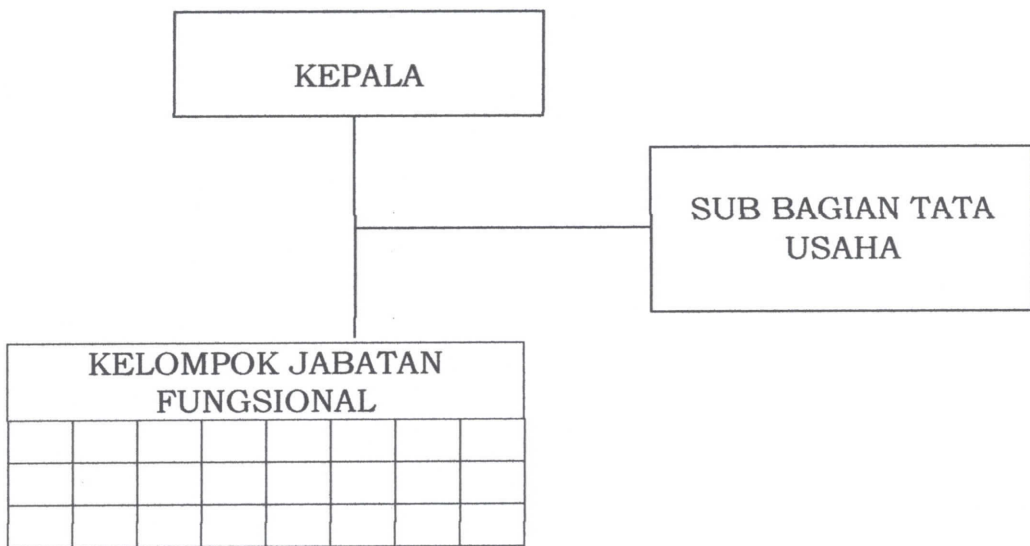 KEPALA
SUB BAGIAN TATA
USAHA
KELOMPOK JABATAN
FUNGSIONAL